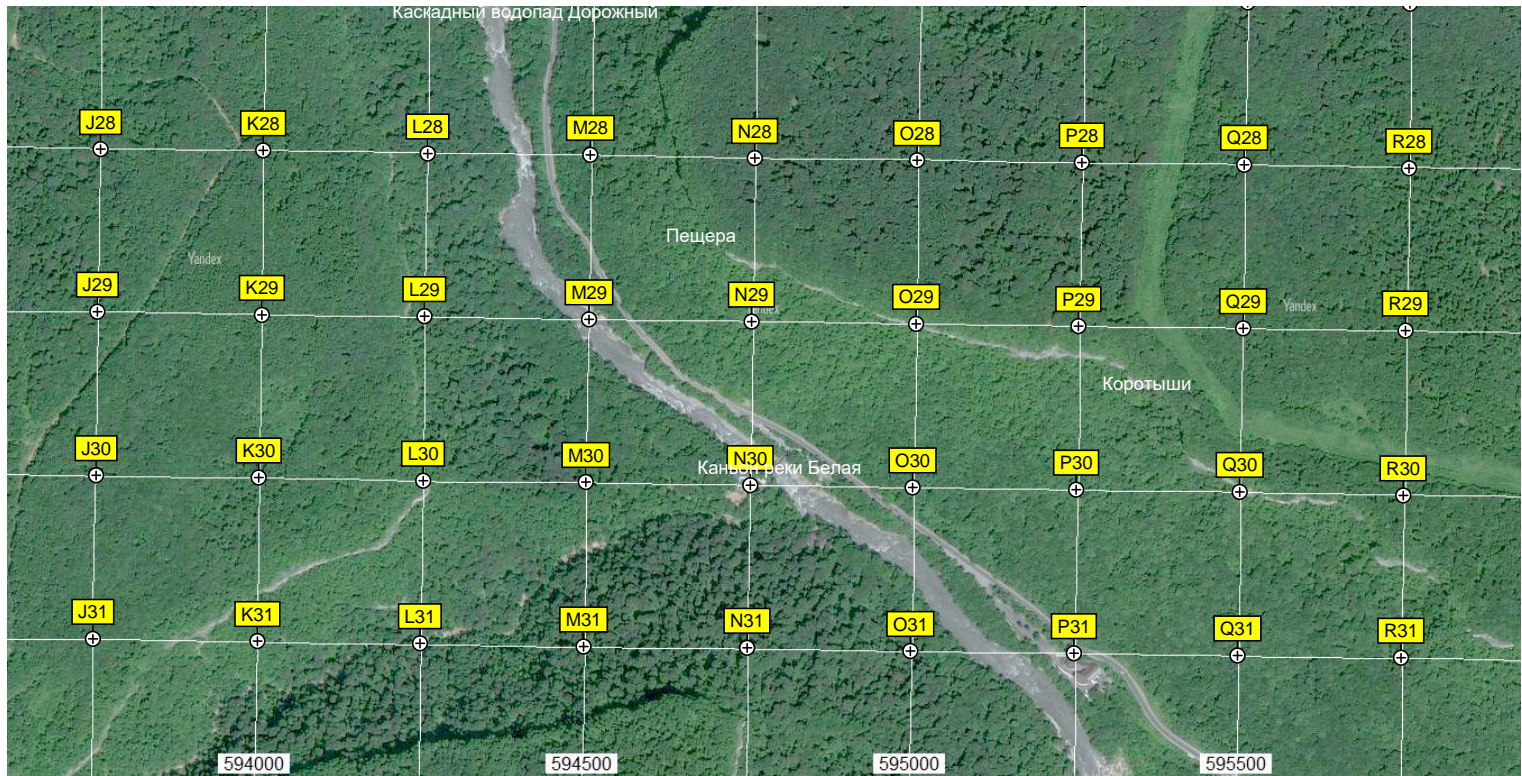 Каскадный водопад Дорожный
J28 K28 L28 M28 N28 O28 P28 Q28 R28
Пещера
Yandex
J29 K29 L29 M29 N29 O29 P29 Q29 R29
Yandex
Коротыши
J30 K30 L30 M30 N30 O30 P30 Q30 R30
Каньон реки Белая
J31 K31 L31 M31 N31 O31 P31 Q31 R31
594000 594500 595000 595500